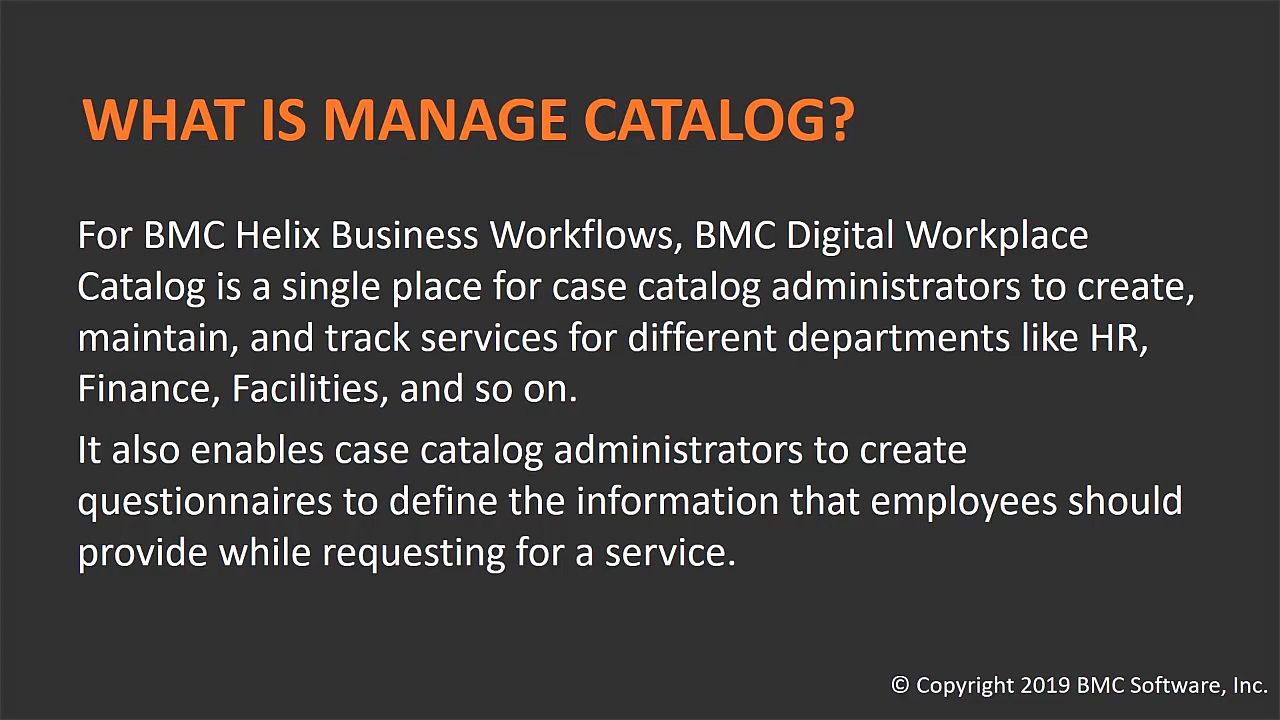 WHAT IS MANAGE CATALOG?
For BMC Helix Business Workflows, BMC Digital Workplace
Catalog is a single place for case catalog administrators to create,
maintain, and track services for different departments like HR,
Finance, Facilities, and so on.
It also enables case catalog administrators to create
questionnaires to define the information that employees should
provide while requesting for a service.
© Copyright 2019 BMC Software, Inc.